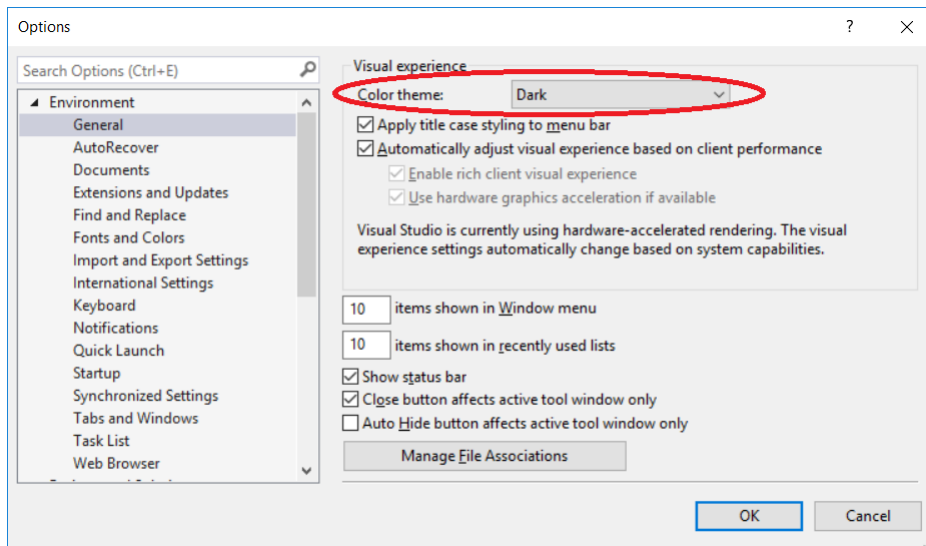 Options
?
Search Options (Ctrl+E)
Environment
General
AutoRecover
Documents
Extensions and Updates
Find and Replace
Fonts and Colors
Import and Export Settings
International Settings
Keyboard
Notifications
Quick Launch
Startup
Synchronized Settings
Tabs and Windows
Task List
Web Browser
Visual experience
Color theme:
Dark
Apply title case styling to menu bar
Automatically adjust visual experience based on client performance
Enable rich client visual experience
Use hardware graphics acceleration if available
Visual Studio is currently using hardware-accelerated rendering. The visual
experience settings automatically change based on system capabilities.
10 items shown in Window menu
10 items shown in recently used lists
Show status bar
Close button affects active tool window only
Auto Hide button affects active tool window only
Manage File Associations
OK
Cancel